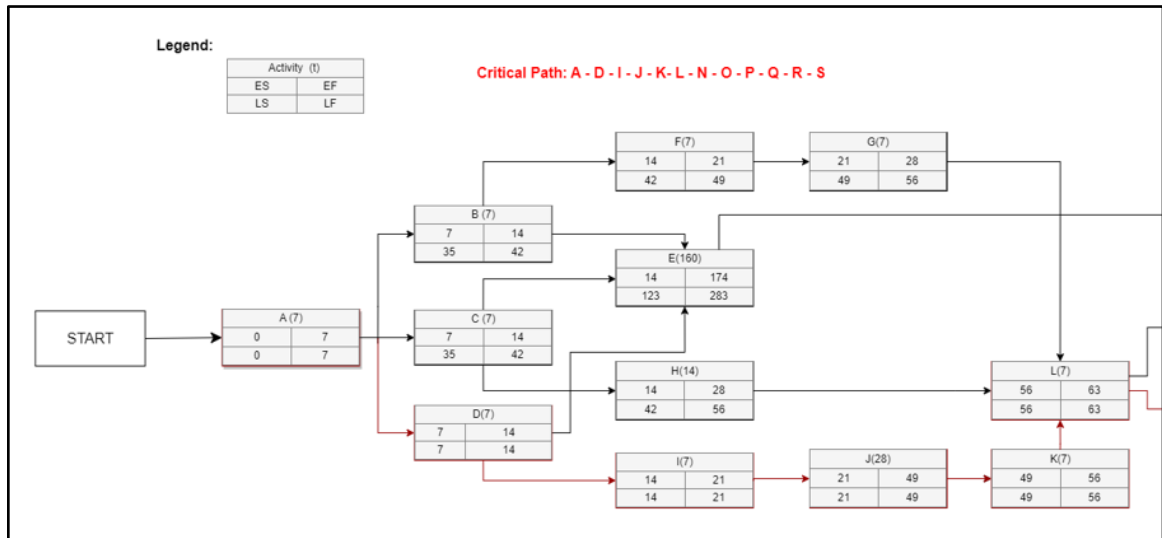 Legend:
Activity (t)
ES EF
LS LF
Critical Path: A - D - I - J - K- L - N - O - P - Q - R - S
F(7)
14 21
42 49
G(7)
21 28
49 56
B (7)
7 14
35 42
E(160)
14 174
123 283
START
A (7)
0 7
0 7
C (7)
7 14
35 42
H(14)
14 28
42 56
L(7)
56 63
56 63
D(7)
7 14
7 14
I(7)
14 21
14 21
J(28)
21 49
21 49
K(7)
49 56
49 56